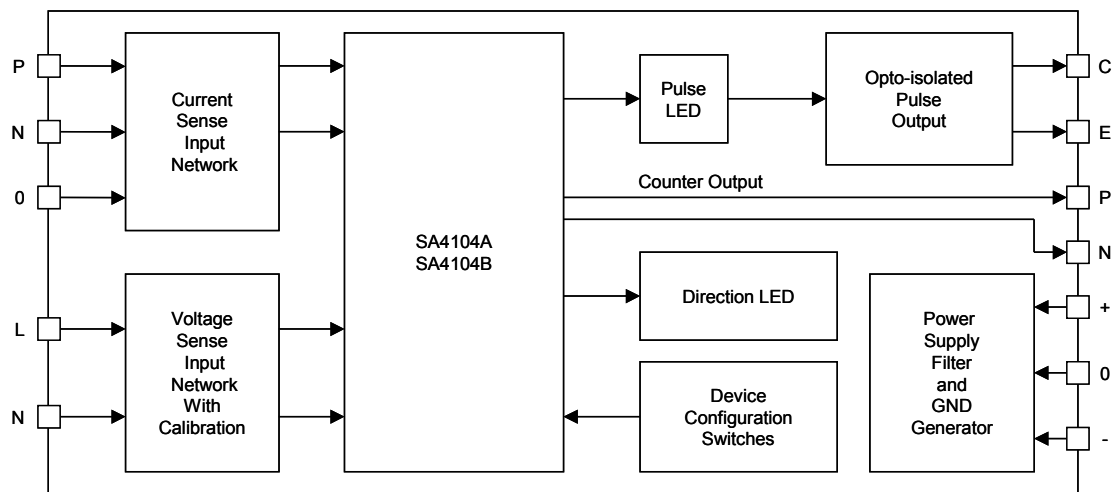 P
N
0
L
N
Current
Sense
Input
Network
Voltage
Sense
Input
Network
With
Calibration
SA4104A
SA4104B
Pulse
LED
Opto-isolated
Pulse
Output
Counter Output
Direction LED
Device
Configuration
Switches
Power
Supply
Filter
and
GND
Generator
C
E
P
N
+
0
-